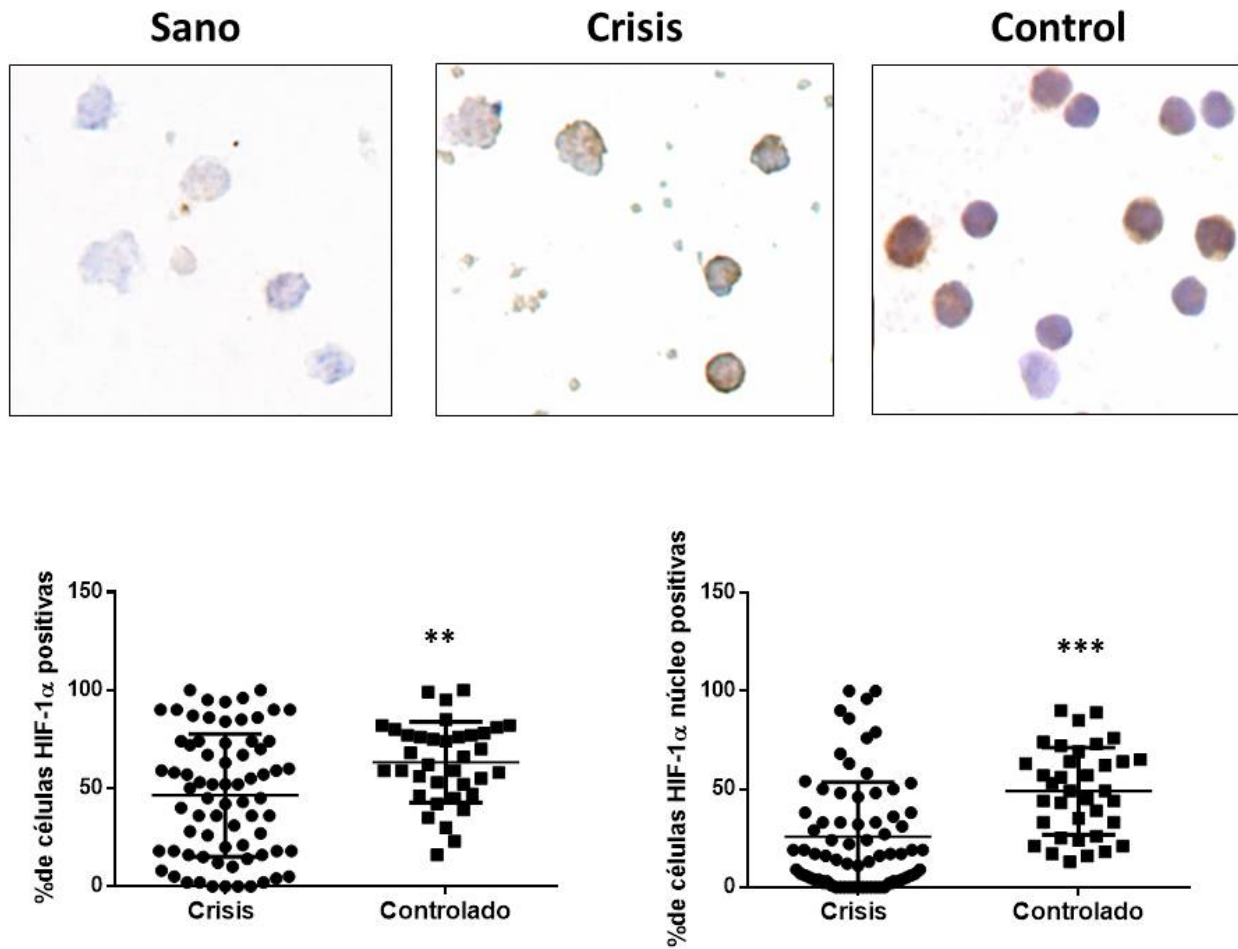 Sano
Crisis
Control
%de células HIF-1α positivas
150
100
50
0
**
Crisis
Controlado
%de células HIF-1α núcleo positivas
150
100
50
0
***
Crisis
Controlado